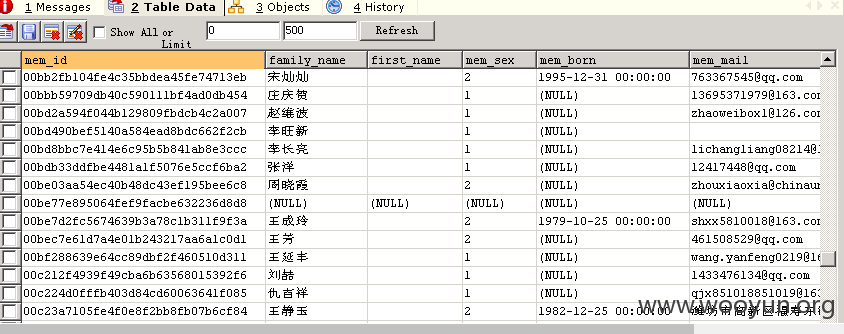 1 Messages 2 Table Data 3 Objects 4 History
Show All or Limit 0 500 Refresh
mem_id family_name first_name mem_sex mem_born mem_mail
00bb2fb104fe4c35bbdea45fe74713eb 宋灿灿 2 1995-12-31 00:00:00 763367545@qq.com
00bbb59709db40c590111bf4ad0db454 庄庆贺 1 (NULL) 13695371979@163.con
00bd2a594f044b129809fbdcb4c2a007 赵维波 1 (NULL) zhaoweibox1@126.con
00bd490bef5140a584ead8bdc662f2cb 李旺新 1 (NULL)
00bd8bbc7e414e6c95b5b841ab8e3ccc 李长亮 1 (NULL) lichangliang08214@
00bdb33ddfbe4481a1f5076e5ccf6ba2 张洋 1 (NULL) 12417448@qq.com
00be03aa54ec40b48dc43ef195bee6c8 周晓霞 2 (NULL) zhouxiaoxia@chinaun
00be77e895064fef9facbe632236d8d8 (NULL) (NULL) (NULL) (NULL) (NULL)
00be7d2fc5674639b3a78c1b311f9f3a 王成玲 2 1979-10-25 00:00:00 shxx5810018@163.com
00bec7e61d7a4e01b243217aa6a1c0d1 王芳 2 (NULL) 461508529@qq.com
00bf288639e64cc89dbf2f460510d311 王延丰 1 (NULL) wang.yanfeng0219@16
00c212f4939f49cba6b63568015392f6 刘喆 1 (NULL) 1433476134@qq.com
00c224d0fffb403d84cd60063641f085 仇吉祥 1 (NULL) qjx851018851019@163
00c23a7105fe4f0e8f2bb8fb07b6cf84 王静玉 2 1982-12-25 00:00:00
www.wooyun.org